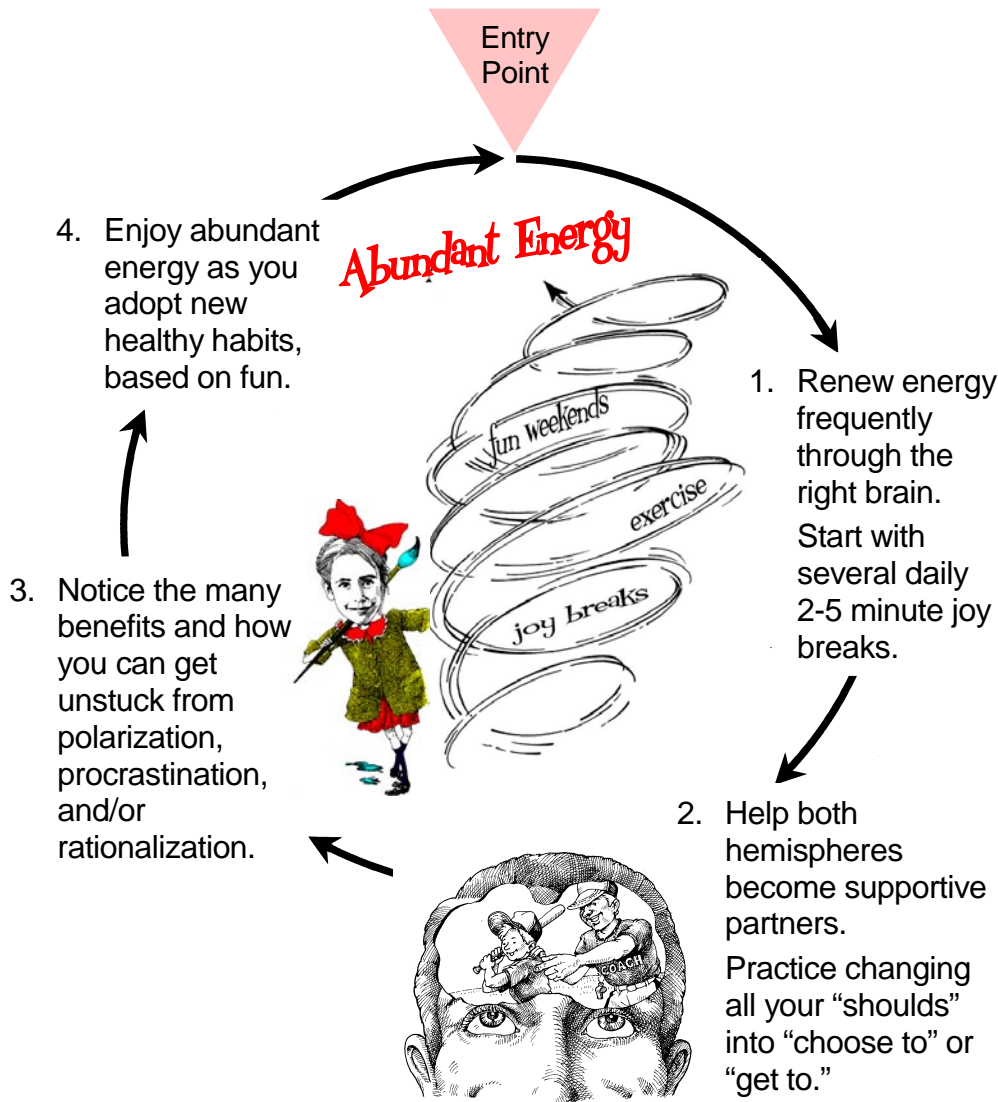 Entry
Point
Abundant Energy
1. Renew energy
frequently
through the
right brain.
Start with
several daily
2-5 minute joy
breaks.
2. Help both
hemispheres
become supportive
partners.
Practice changing
all your “shoulds”
into “choose to” or
“get to.”
3. Notice the many
benefits and how
you can get
unstuck from
polarization,
procrastination,
and/or
rationalization.
4. Enjoy abundant
energy as you
adopt new
healthy habits,
based on fun.
fun weekends
exercise
joy breaks
COACH